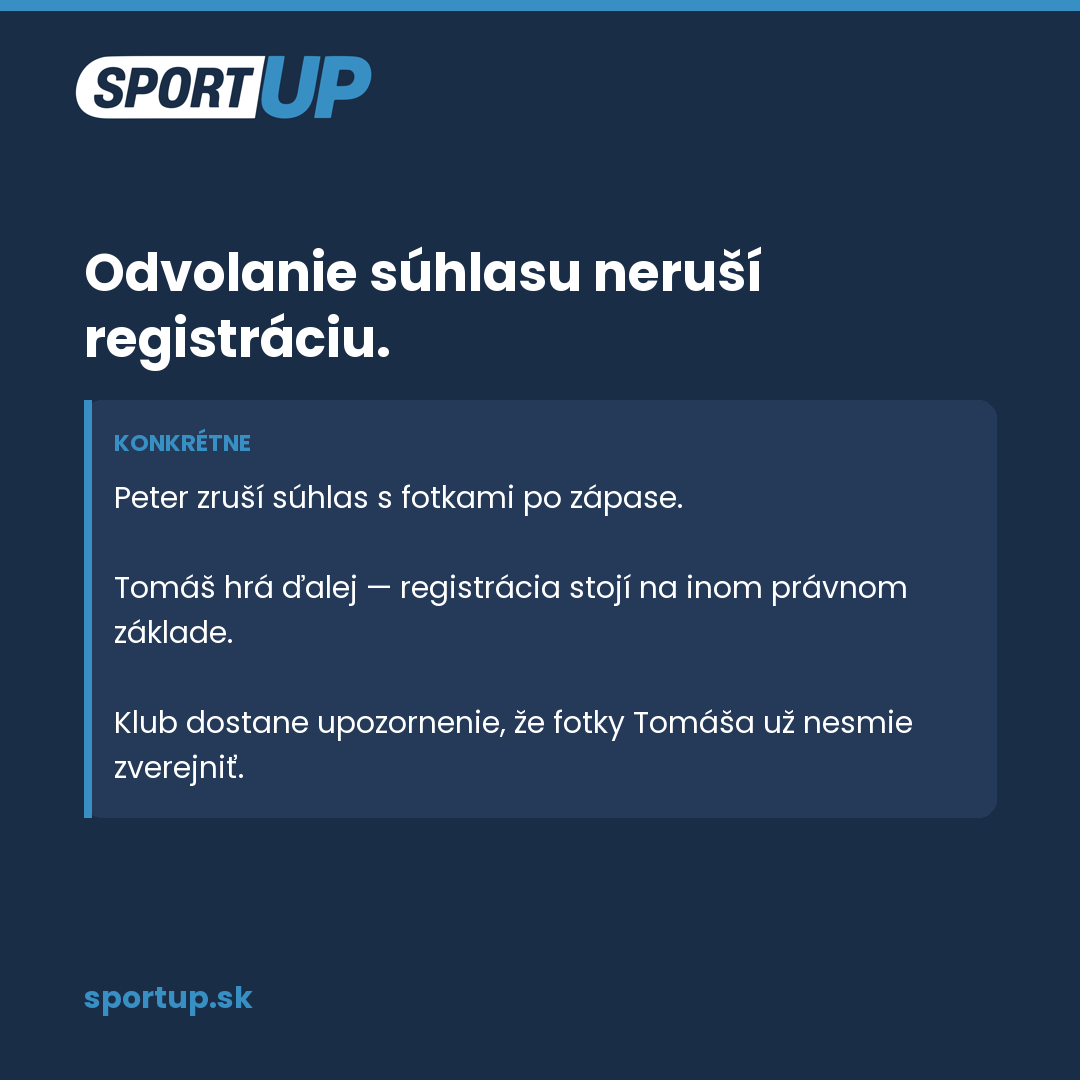 SPORTUP
Odvolanie súhlasu neruší
registráciu.
KONKRÉTNE
Peter zruší súhlas s fotkami po zápase.
Tomáš hrá ďalej — registrácia stojí na inom právnom
základe.
Klub dostane upozornenie, že fotky Tomáša už nesmie
zverejniť.
sportup.sk